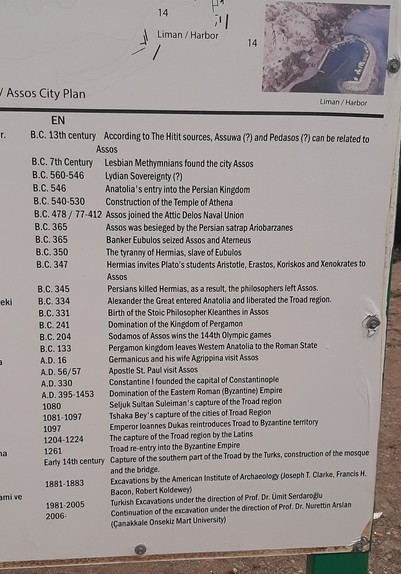 14
Liman / Harbor
14
Liman / Harbor
/ Assos City Plan
EN
r. B.C. 13th century According to The Hitit sources, Assuwa (?) and Pedasos (?) can be related to
Assos
B.C. 7th Century Lesbian Methymnians found the city Assos
B.C. 560-546 Lydian Sovereignty (?)
B.C. 546 Anatolia's entry into the Persian Kingdom
B.C. 540-530 Construction of the Temple of Athena
B.C. 478 / 77-412 Assos joined the Attic Delos Naval Union
B.C. 365 Assos was besieged by the Persian satrap Ariobarzanes
B.C. 365 Banker Eubulos seized Assos and Aterneus
B.C. 350 The tyranny of Hermias, slave of Eubulos
B.C. 347 Hermias invites Plato's students Aristotle, Erastos, Koriskos and Xenokrates to
Assos
B.C. 345 Persians killed Hermias, as a result, the philosophers left Assos.
eki B.C. 334 Alexander the Great entered Anatolia and liberated the Troad region.
B.C. 331 Birth of the Stoic Philosopher Kleanthes in Assos
B.C. 241 Domination of the Kingdom of Pergamon
B.C. 204 Sodamos of Assos wins the 144th Olympic games
B.C. 133 Pergamon kingdom leaves Western Anatolia to the Roman State
a A.D. 16 Germanicus and his wife Agrippina visit Assos
A.D. 56/57 Apostle St. Paul visit Assos
A.D. 330 Constantine I founded the capital of Constantinople
A.D. 395-1453 Domination of the Eastern Roman (Byzantine) Empire
1080 Seljuk Sultan Suleiman's capture of the Troad region
1081-1097 Tshaka Bey's capture of the cities of Troad Region
1097 Emperor Ioannes Dukas reintroduces Troad to Byzantine territory
1204-1224 The capture of the Troad region by the Latins
1261 Troad re-entry into the Byzantine Empire
na Early 14th century Capture of the southern part of the Troad by the Turks, construction of the mosque
and the bridge.
1881-1883 Excavations by the American Institute of Archaeology (Joseph T. Clarke, Francis H.
Bacon, Robert Koldewey)
ami ve 1981-2005 Turkish Excavations under the direction of Prof. Dr. Ümit Serdaroğlu
2006- Continuation of the excavation under the direction of Prof. Dr. Nurettin Arslan
(Çanakkale Onsekiz Mart University)